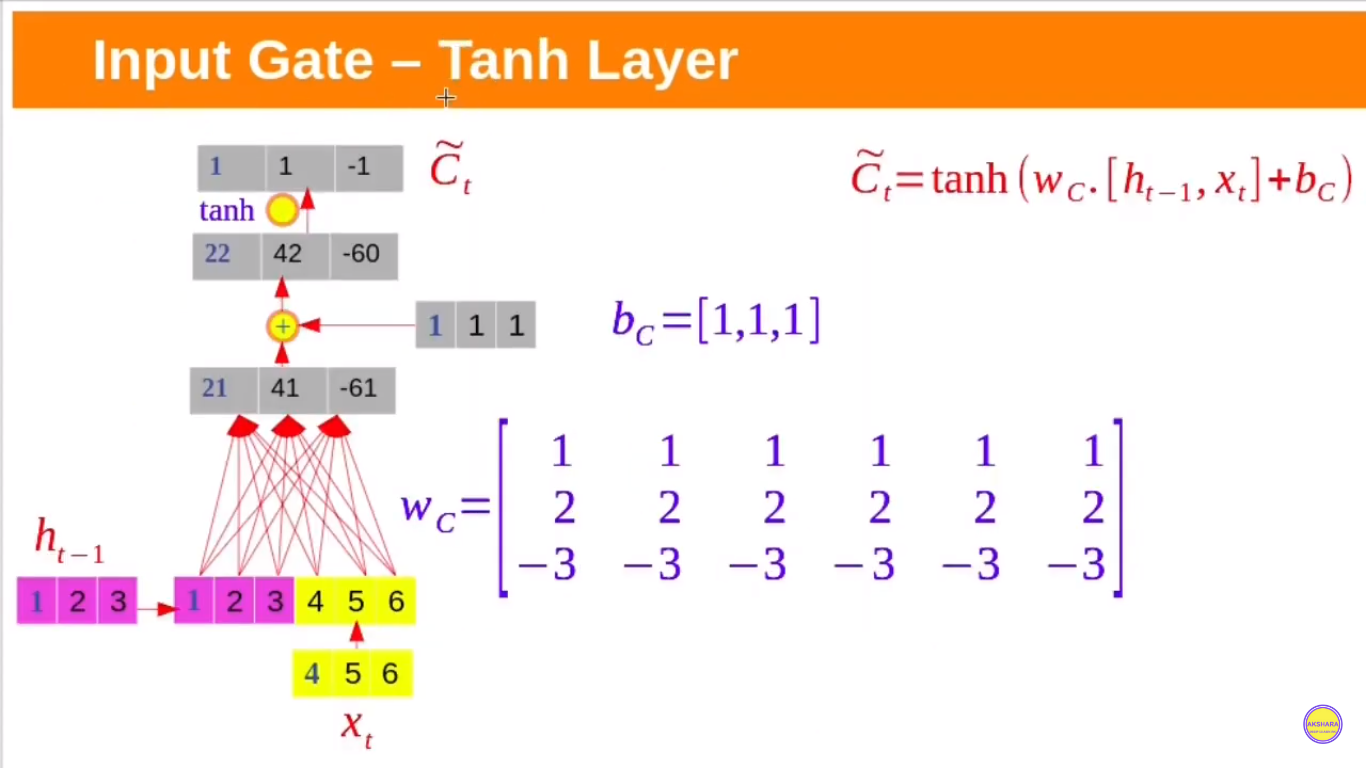 Input Gate – Tanh Layer
1 1 -1
C̃t
C̃t=tanh(wC.[ht−1, xt]+bC)
tanh
22 42 -60
+
1 1 1
bC=[1,1,1]
21 41 -61
wC=
1 1 1 1 1 1
2 2 2 2 2 2
−3 −3 −3 −3 −3 −3
ht−1
1 2 3
1 2 3 4 5 6
4 5 6
xt
AKSHARA